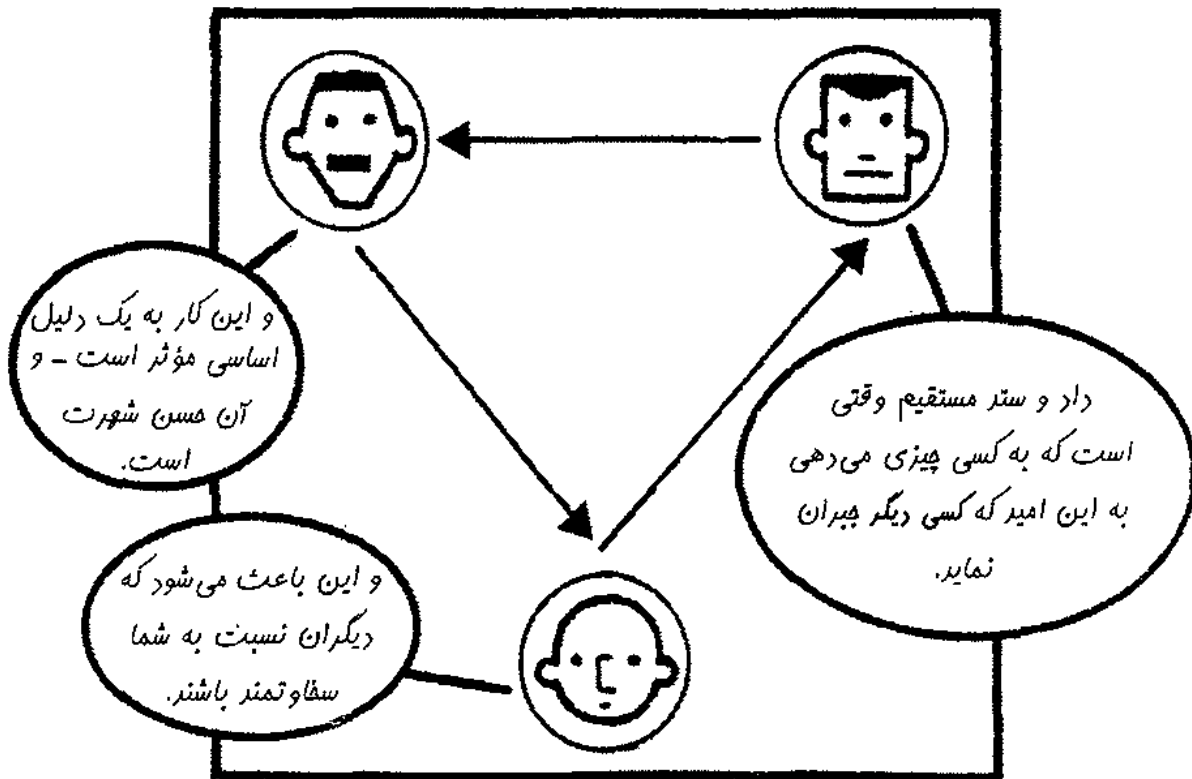 داد و ستد مستقیم وقتی
است که به کسی چیزی می‌دهی
به این امید که کسی دیگر جبران
نماید.
و این کار به یک دلیل
اساسی مؤثر است - و
آن حسن شهرت
است.
و این باعث می‌شود که
دیگران نسبت به شما
سخاوتمند باشند.